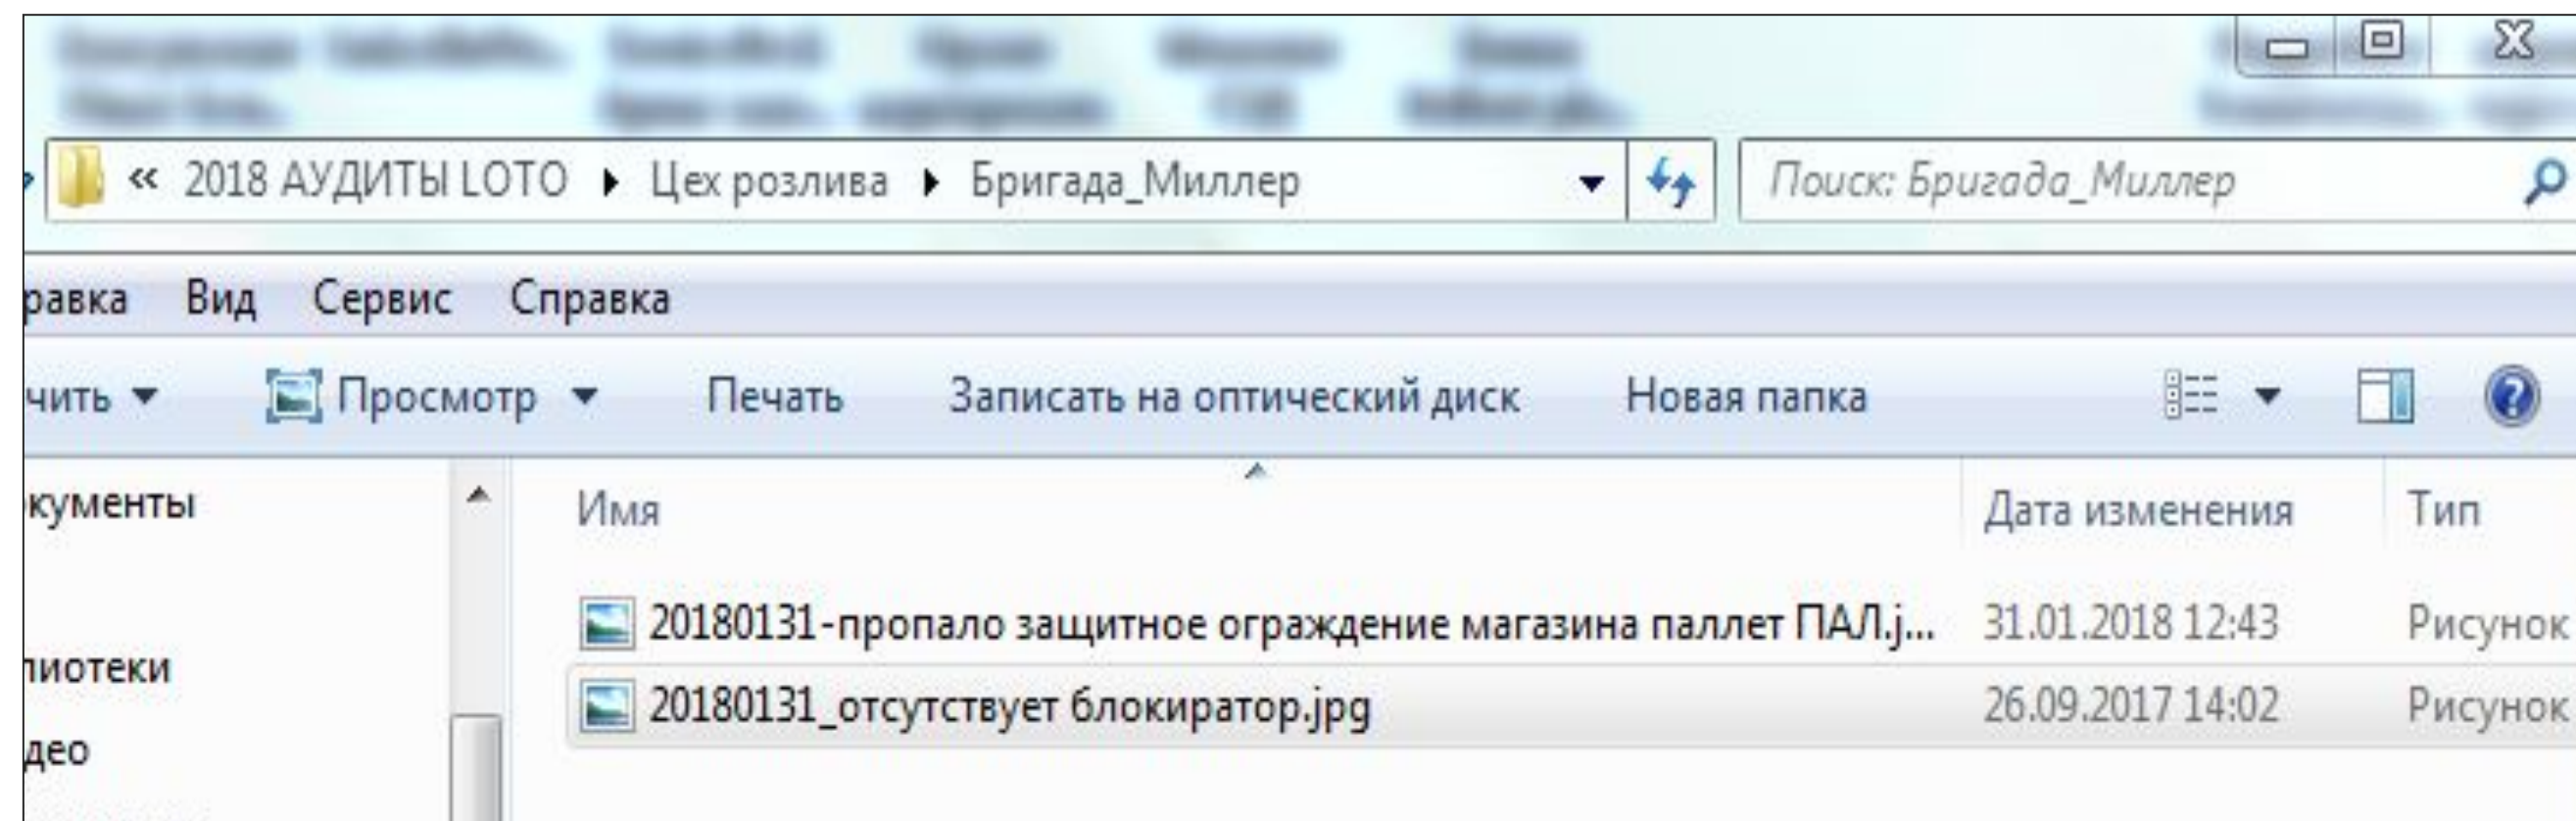 « 2018 АУДИТЫ LOTO Цех розлива Бригада_Миллер Поиск: Бригада_Миллер
равка Вид Сервис Справка
чить Просмотр Печать Записать на оптический диск Новая папка
кументы Имя Дата изменения Тип
20180131-пропало защитное ограждение магазина паллет ПАЛ.j... 31.01.2018 12:43 Рисунок
лиотеки
20180131_отсутствует блокиратор.jpg 26.09.2017 14:02 Рисунок
део